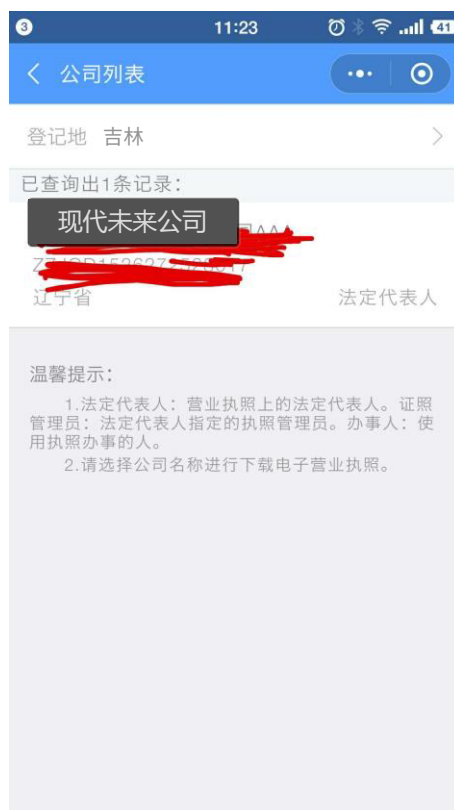 3 11:23 41
公司列表
登记地 吉林
已查询出1条记录：
现代未来公司
辽宁省 法定代表人
温馨提示：
1.法定代表人：营业执照上的法定代表人。证照
管理员：法定代表人指定的执照管理员。办事人：使
用执照办事的人。
2.请选择公司名称进行下载电子营业执照。